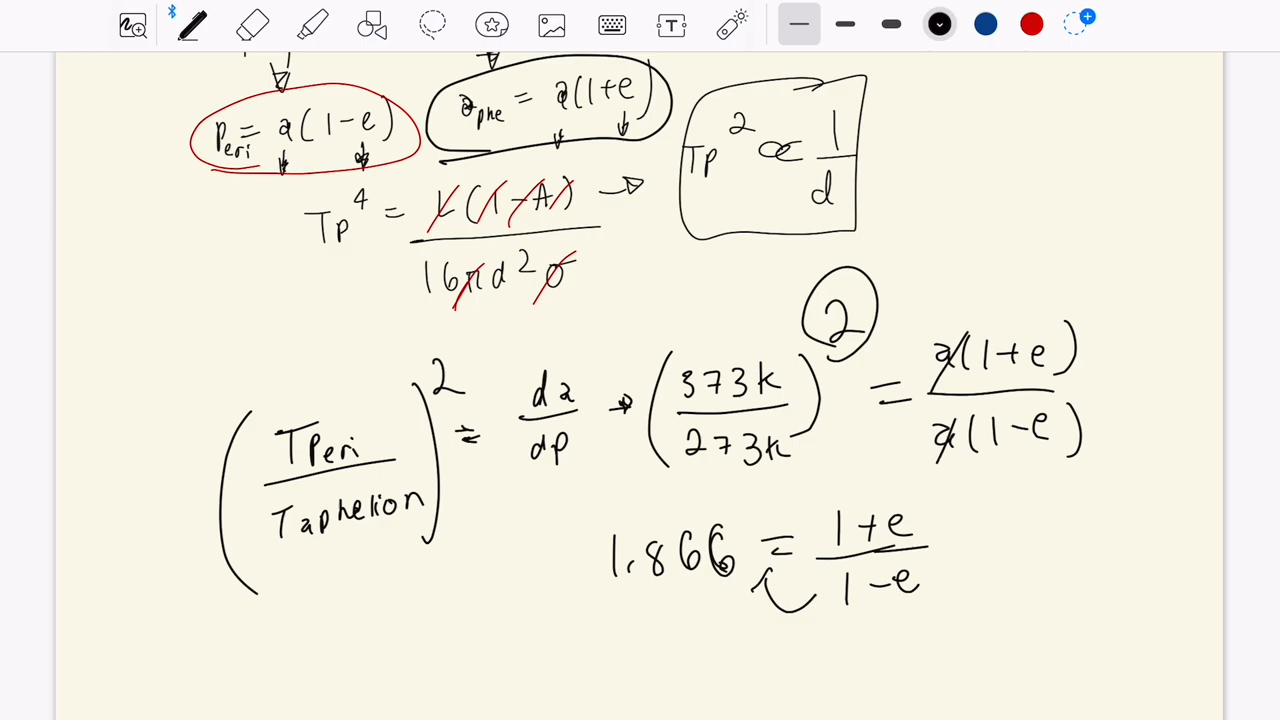 Peri = a(1-e)
aphe = a(1+e)
Tp² ∝ 1/d
Tp⁴ = L(1-A)/16πd²σ
(Tperi/Taphelion)² = da/dp → (373K/273K)² = a(1+e)/a(1-e)
1.866 = 1+e/1-e